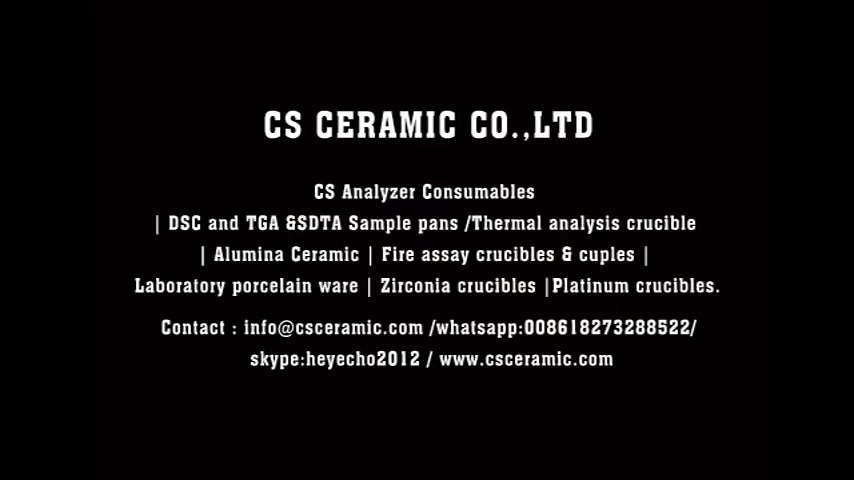 CS CERAMIC CO.,LTD
CS Analyzer Consumables
| DSC and TGA &SDTA Sample pans /Thermal analysis crucible
| Alumina Ceramic | Fire assay crucibles & cuples |
Laboratory porcelain ware | Zirconia crucibles |Platinum crucibles.
Contact : info@csceramic.com /whatsapp:008618273288522/
skype:heyecho2012 / www.csceramic.com